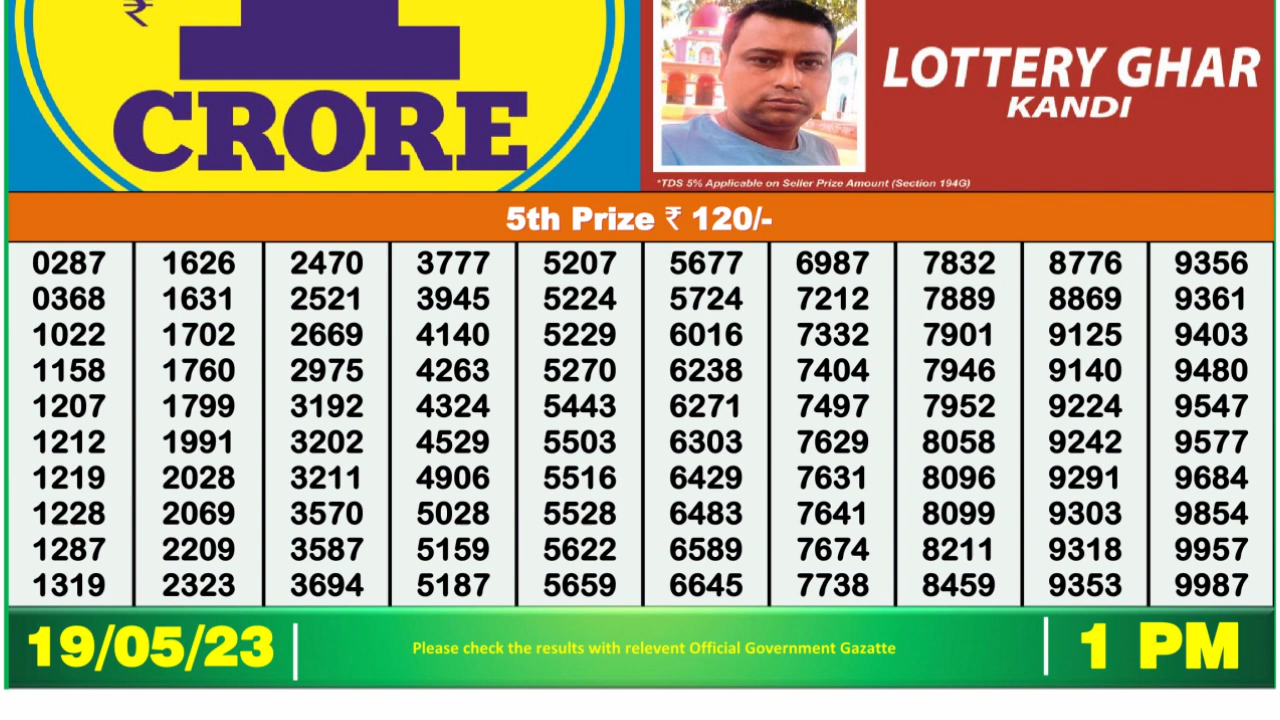 ₹
1
CRORE
LOTTERY GHAR
KANDI
*TDS 5% Applicable on Seller Prize Amount (Section 194G)
5th Prize ₹ 120/-
0287 1626 2470 3777 5207 5677 6987 7832 8776 9356
0368 1631 2521 3945 5224 5724 7212 7889 8869 9361
1022 1702 2669 4140 5229 6016 7332 7901 9125 9403
1158 1760 2975 4263 5270 6238 7404 7946 9140 9480
1207 1799 3192 4324 5443 6271 7497 7952 9224 9547
1212 1991 3202 4529 5503 6303 7629 8058 9242 9577
1219 2028 3211 4906 5516 6429 7631 8096 9291 9684
1228 2069 3570 5028 5528 6483 7641 8099 9303 9854
1287 2209 3587 5159 5622 6589 7674 8211 9318 9957
1319 2323 3694 5187 5659 6645 7738 8459 9353 9987
19/05/23 Please check the results with relevent Official Government Gazatte 1 PM